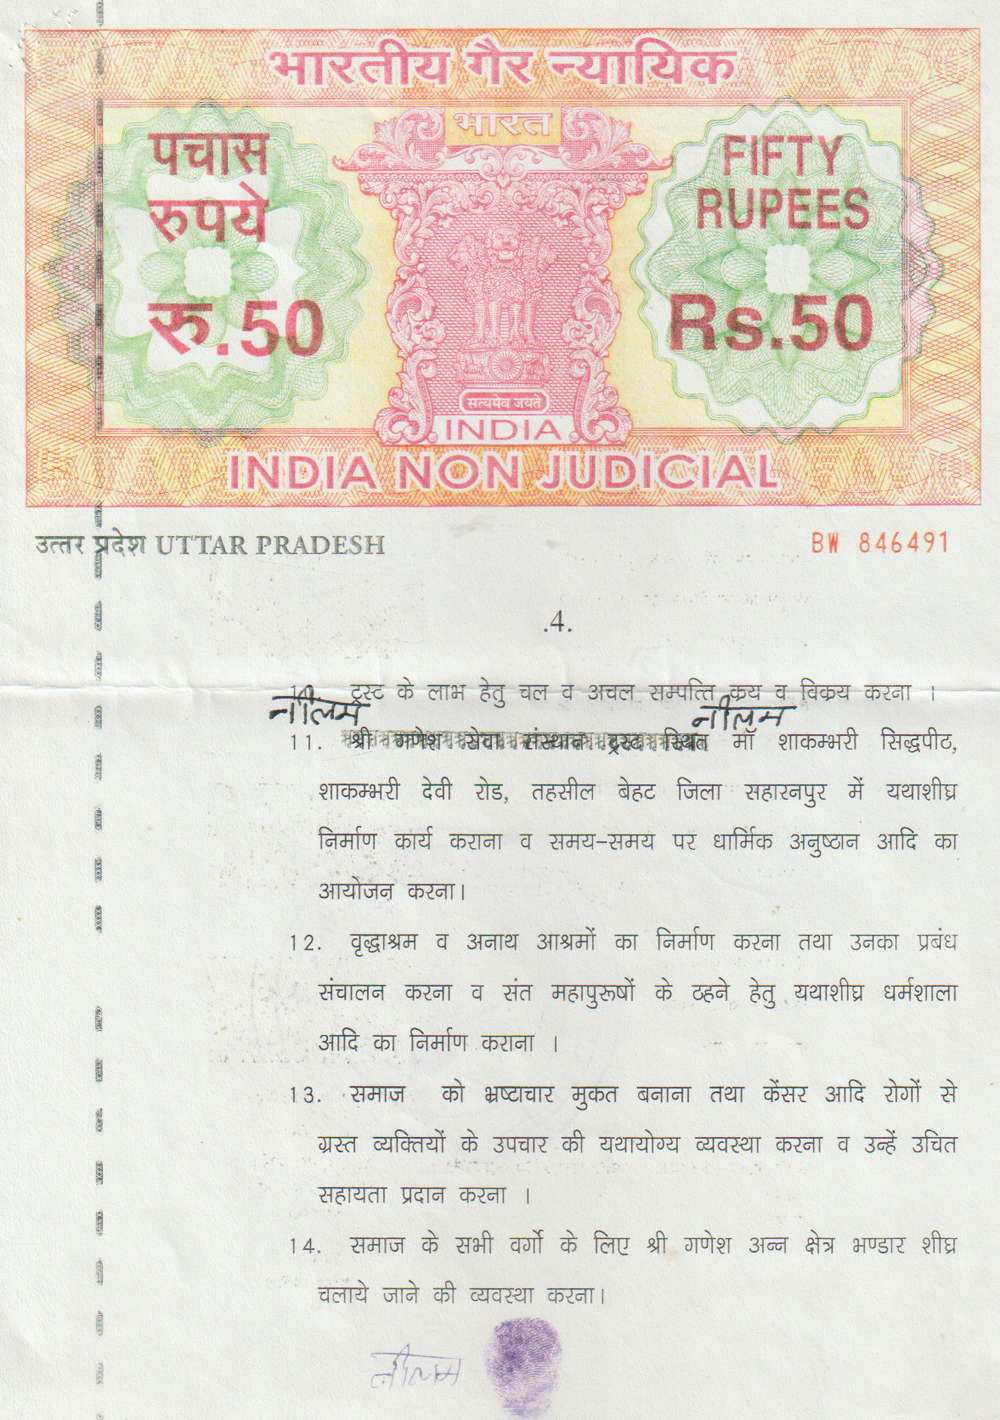 भारतीय गैर न्यायिक
भारत
पचास
रुपये
रु.50
FIFTY
RUPEES
Rs.50
सत्यमेव जयते
INDIA
INDIA NON JUDICIAL
उत्तर प्रदेश UTTAR PRADESH
BW 846491
.4.
10. ट्रस्ट के लाभ हेतु चल व अचल सम्पत्ति क्रय व विक्रय करना ।
नीलम नीलम
11. श्री गणेश सेवा संस्थान ट्रस्ट स्थित माँ शाकम्भरी सिद्धपीठ,
शाकम्भरी देवी रोड, तहसील बेहट जिला सहारनपुर में यथाशीघ्र
निर्माण कार्य कराना व समय-समय पर धार्मिक अनुष्ठान आदि का
आयोजन करना।
12. वृद्धाश्रम व अनाथ आश्रमों का निर्माण करना तथा उनका प्रबंध
संचालन करना व संत महापुरूषों के ठहने हेतु यथाशीघ्र धर्मशाला
आदि का निर्माण कराना ।
13. समाज को भ्रष्टाचार मुकत बनाना तथा केंसर आदि रोगों से
ग्रस्त व्यक्तियों के उपचार की यथायोग्य व्यवस्था करना व उन्हें उचित
सहायता प्रदान करना ।
14. समाज के सभी वर्गो के लिए श्री गणेश अन्न क्षेत्र भण्डार शीघ्र
चलाये जाने की व्यवस्था करना।
नीलम